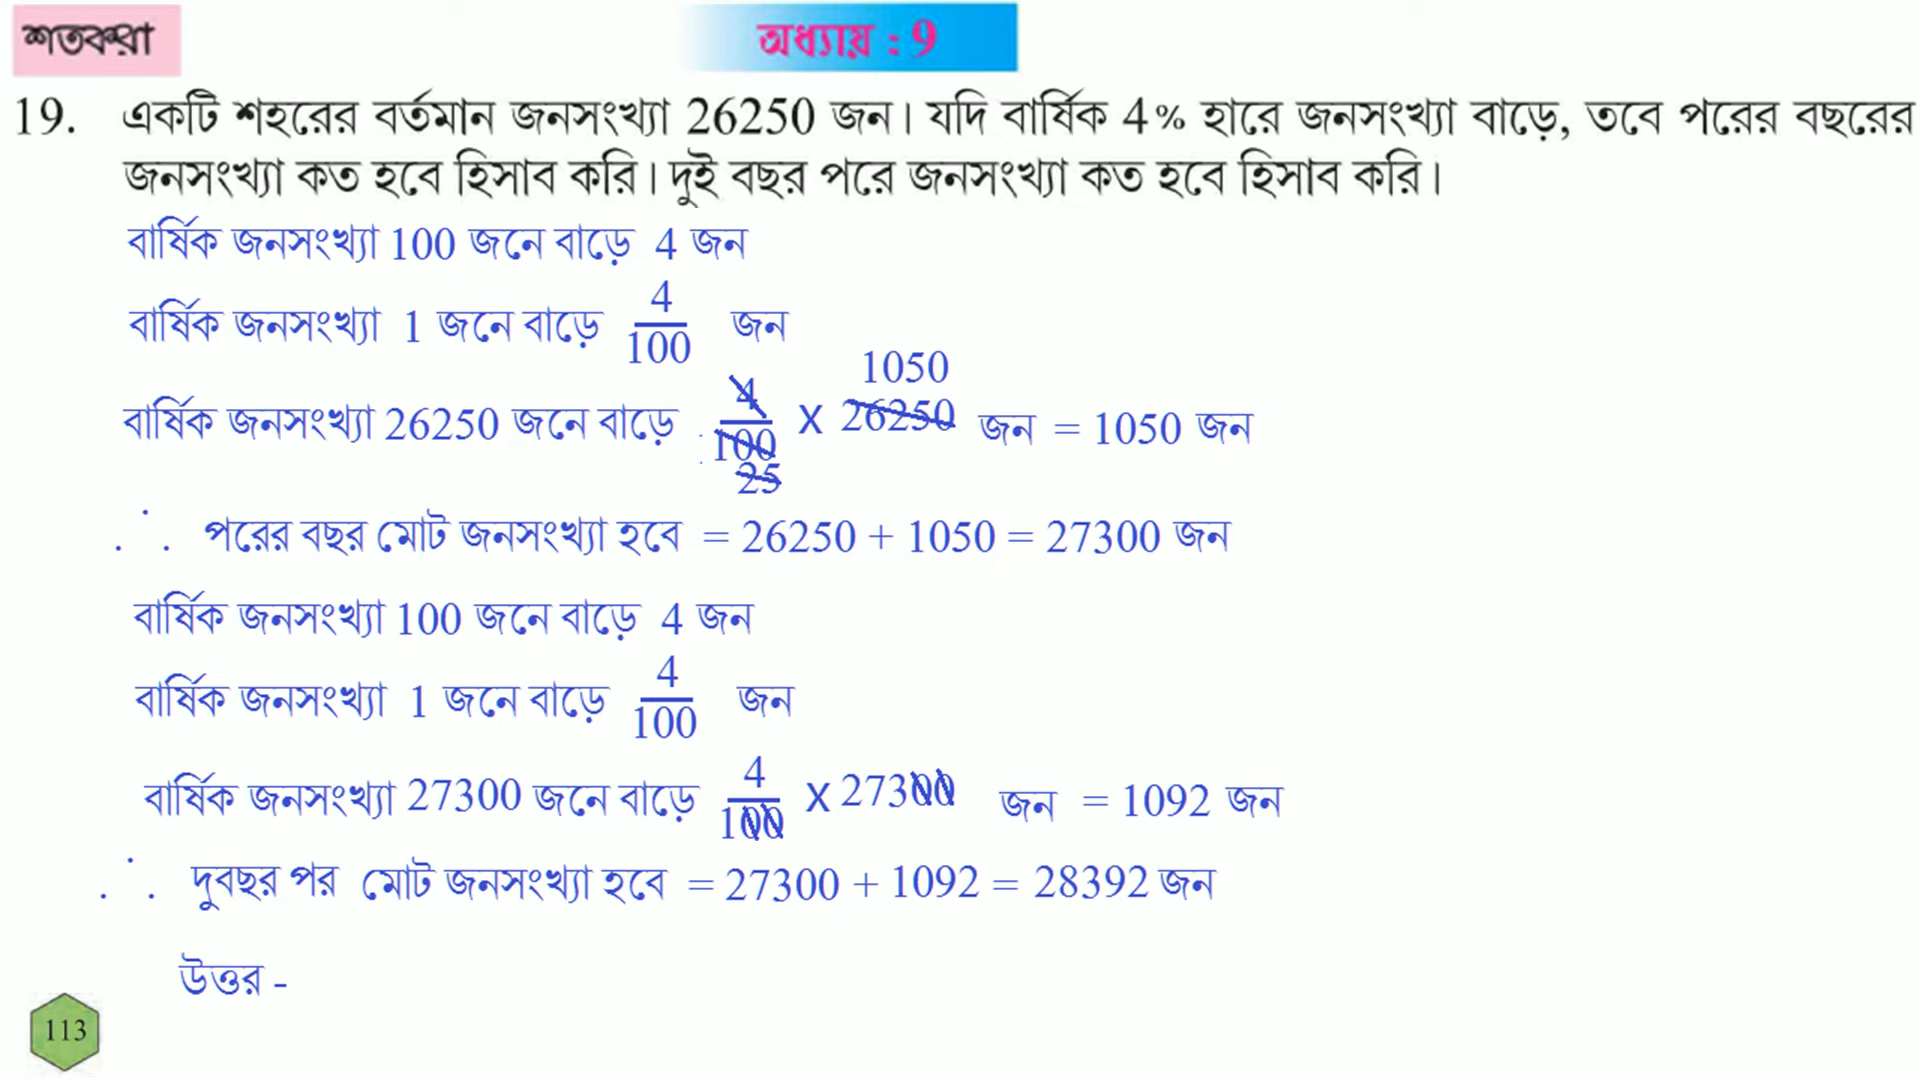 শতকরা
অধ্যায় : 9
19. একটি শহরের বর্তমান জনসংখ্যা 26250 জন। যদি বার্ষিক 4% হারে জনসংখ্যা বাড়ে, তবে পরের বছরের
জনসংখ্যা কত হবে হিসাব করি। দুই বছর পরে জনসংখ্যা কত হবে হিসাব করি।
বার্ষিক জনসংখ্যা 100 জনে বাড়ে 4 জন
বার্ষিক জনসংখ্যা 1 জনে বাড়ে 4/100 জন
1050
বার্ষিক জনসংখ্যা 26250 জনে বাড়ে 4/100 X 26250 জন = 1050 জন
25
∴ পরের বছর মোট জনসংখ্যা হবে = 26250 + 1050 = 27300 জন
বার্ষিক জনসংখ্যা 100 জনে বাড়ে 4 জন
বার্ষিক জনসংখ্যা 1 জনে বাড়ে 4/100 জন
বার্ষিক জনসংখ্যা 27300 জনে বাড়ে 4/100 X 27300 জন = 1092 জন
∴ দুবছর পর মোট জনসংখ্যা হবে = 27300 + 1092 = 28392 জন
উত্তর -
113